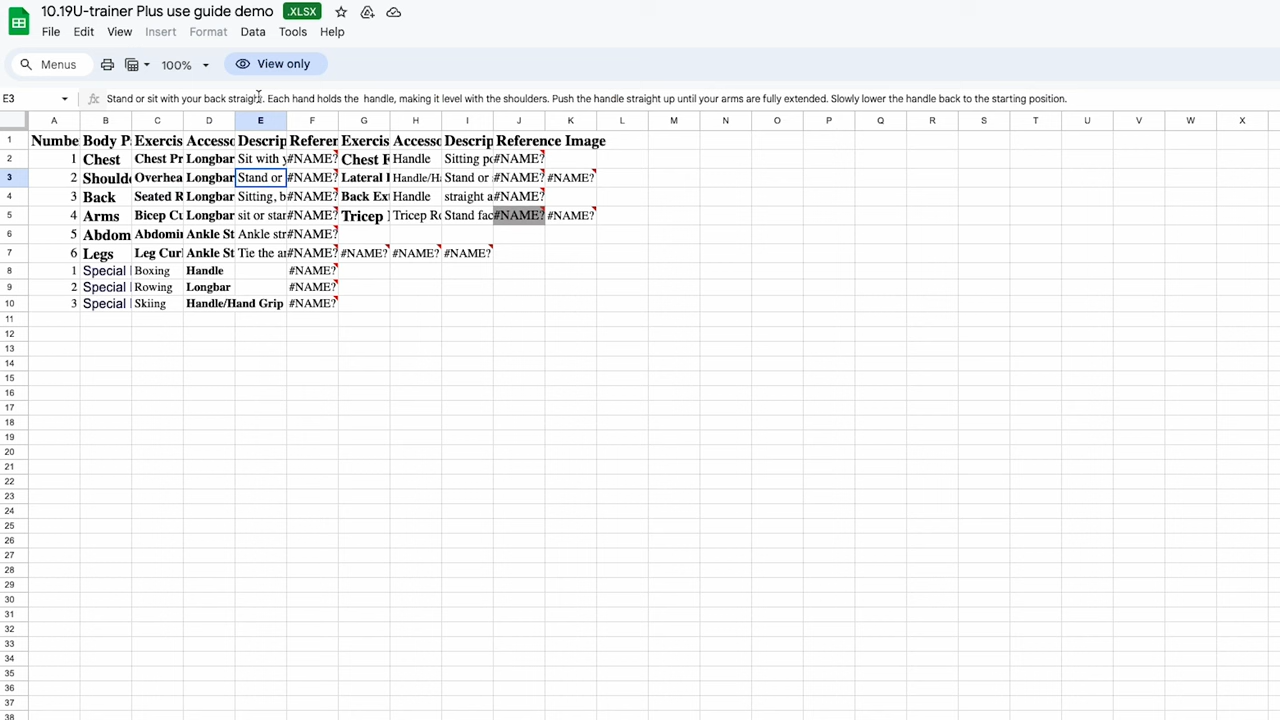 10.19U-trainer Plus use guide demo .XLSX
File Edit View Insert Format Data Tools Help
Menus 100% View only
E3 fx Stand or sit with your back straight. Each hand holds the handle, making it level with the shoulders. Push the handle straight up until your arms are fully extended. Slowly lower the handle back to the starting position.
A B C D E F G H I J K L M N O P Q R S T U V W X
1 Numbe Body P Exercis Accesso Descrip Referer Exercis Accesso Descrip Reference Image
2 1 Chest Chest Pr Longbar Sit with y #NAME? Chest F Handle Sitting po #NAME?
3 2 Shoulde Overhea Longbar Stand or #NAME? Lateral Handle/Ha Stand or #NAME? #NAME?
4 3 Back Seated R Longbar Sitting, b #NAME? Back Ex Handle straight a #NAME?
5 4 Arms Bicep Cu Longbar sit or star #NAME? Tricep Tricep Ro Stand fac #NAME? #NAME?
6 5 Abdom Abdomin Ankle St Ankle str #NAME?
7 6 Legs Leg Cur Ankle St Tie the an #NAME? #NAME? #NAME? #NAME?
8 1 Special Boxing Handle #NAME?
9 2 Special Rowing Longbar #NAME?
10 3 Special Skiing Handle/Hand Grip #NAME?
11
12
13
14
15
16
17
18
19
20
21
22
23
24
25
26
27
28
29
30
31
32
33
34
35
36
37
38